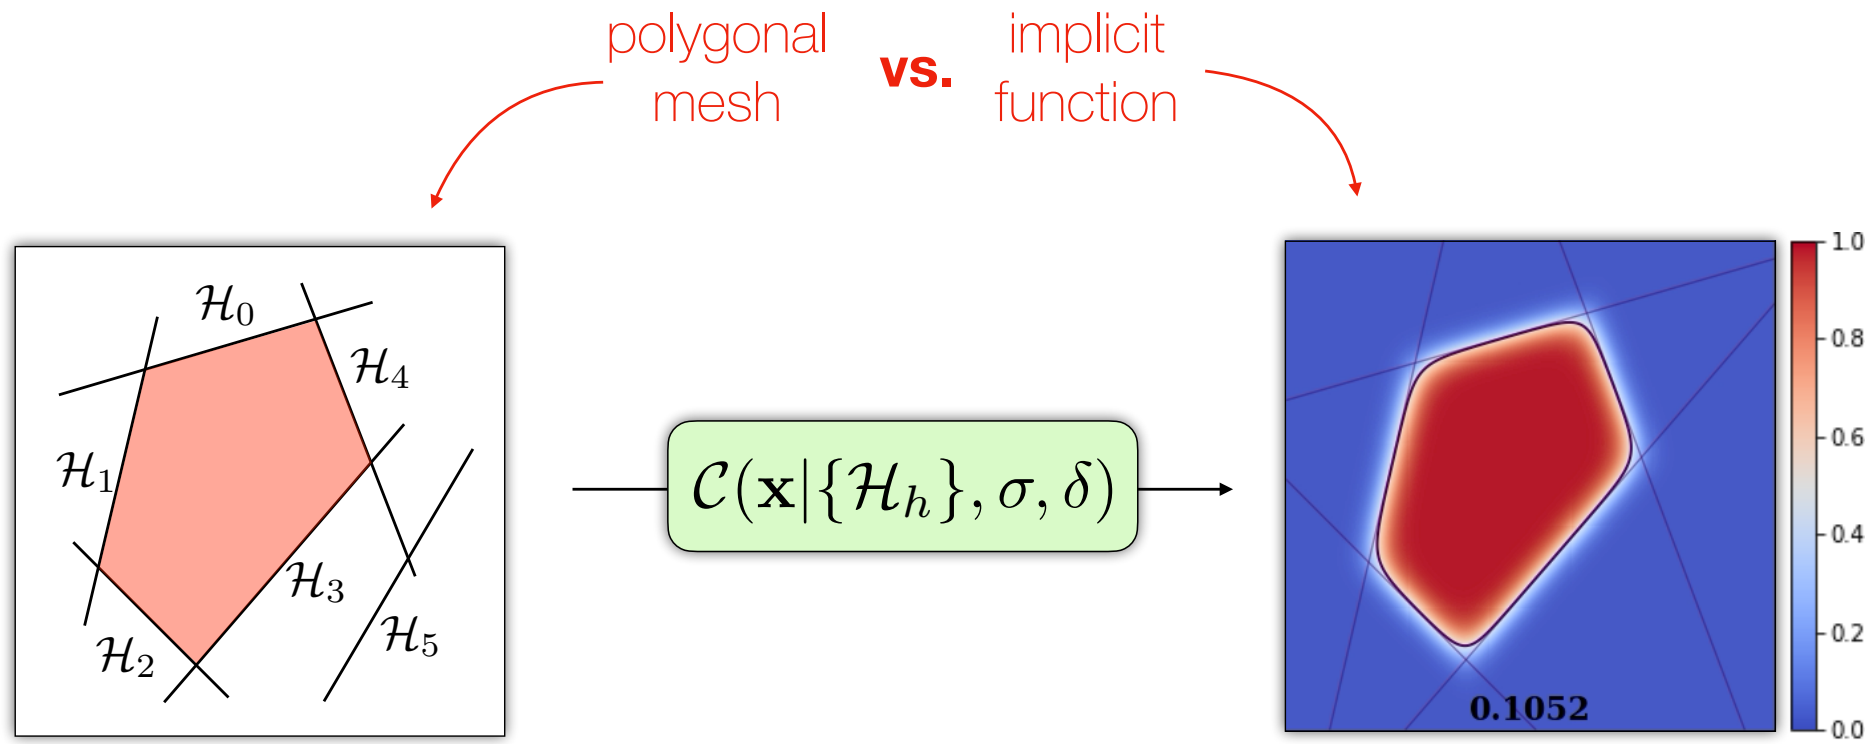 polygonal
mesh
vs.
implicit
function
ℋ₀
ℋ₄
ℋ₁
ℋ₃
ℋ₅
ℋ₂
𝒞(𝐱|{ℋₕ}, σ, δ)
1.0
0.8
0.6
0.4
0.2
0.0
0.1052